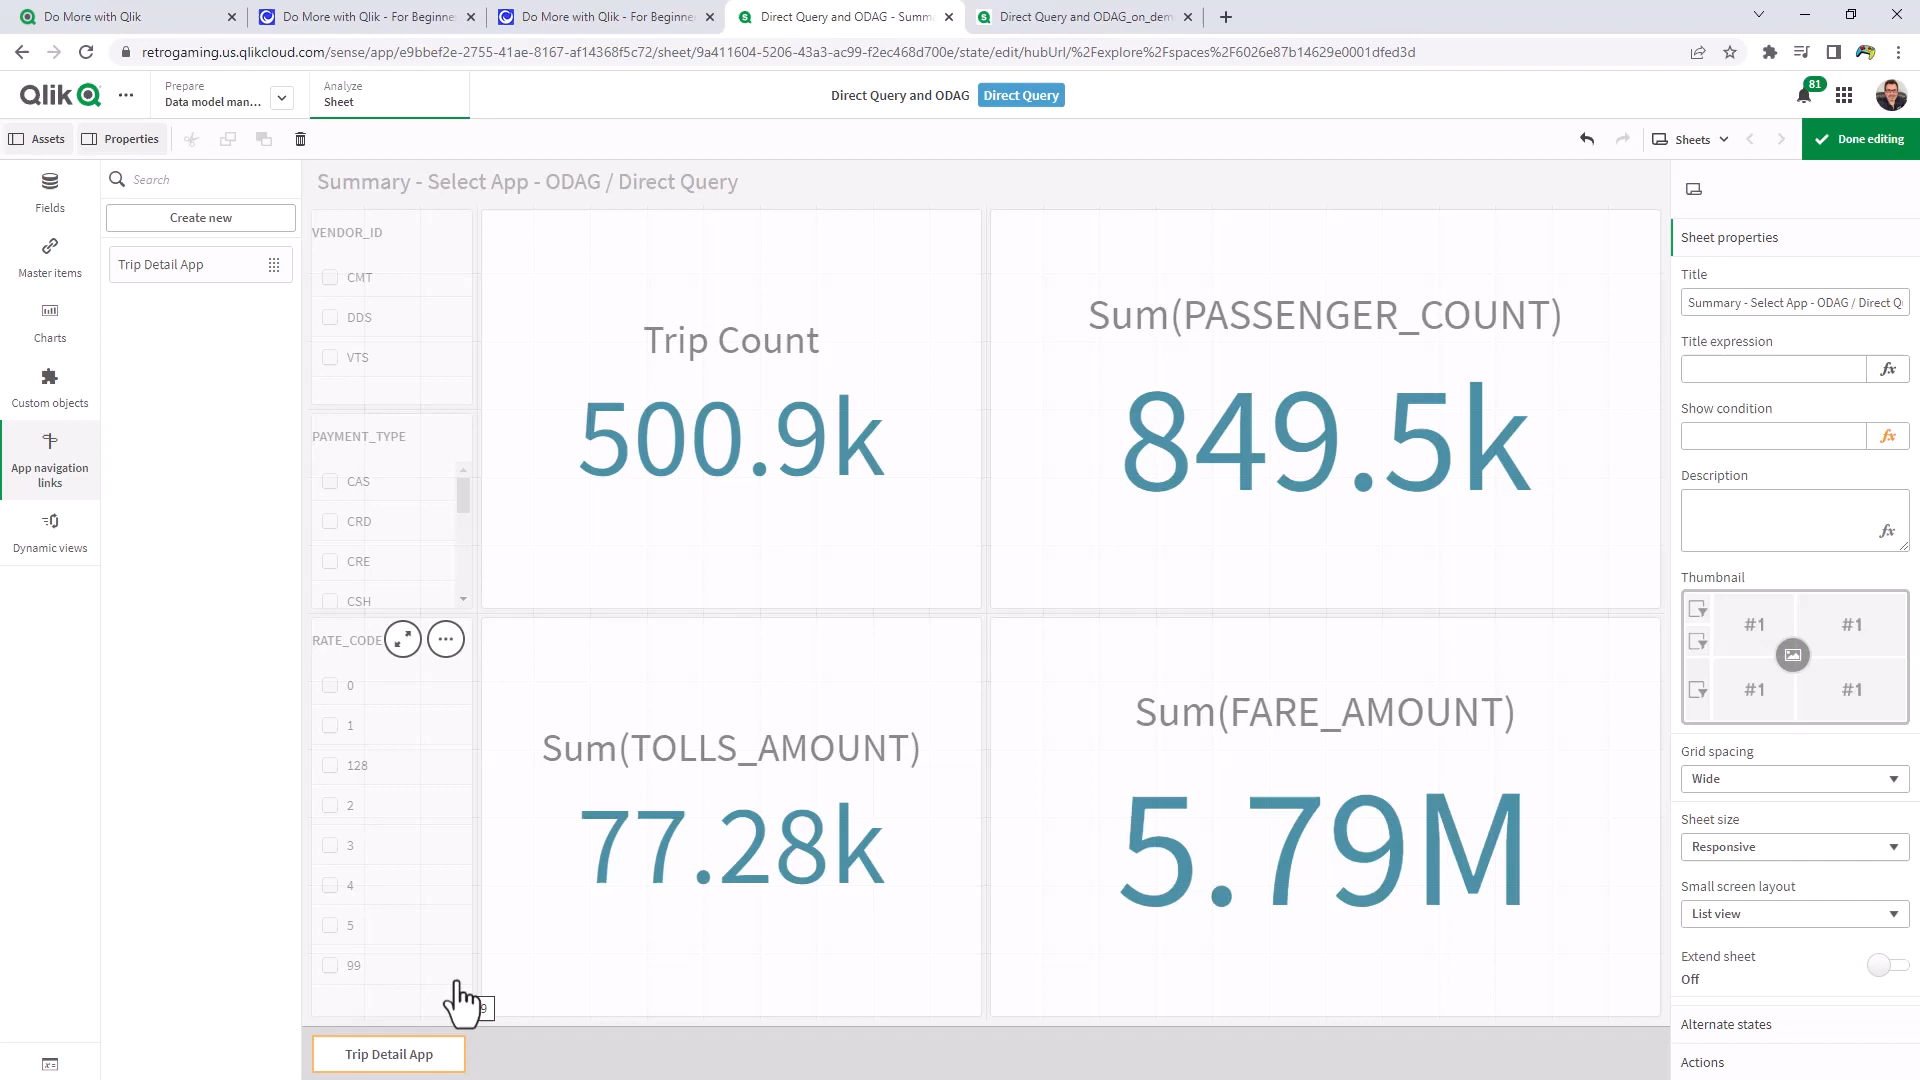 Do More with Qlik
Do More with Qlik - For Beginne
Do More with Qlik - For Beginne
Direct Query and ODAG - Summ
Direct Query and ODAG_on_dem
retrogaming.us.qlikcloud.com/sense/app/e9bbef2e-2755-41ae-8167-af14368f5c72/sheet/9a411604-5206-43a3-ac99-f2ec468d700e/state/edit/hubUrl/%2Fexplore%2Fspaces%2F6026e87b14629e0001dfed3d
Qlik
Prepare
Data model man...
Analyze
Sheet
Direct Query and ODAG
Direct Query
81
Assets
Properties
Sheets
Done editing
Fields
Master items
Charts
Custom objects
App navigation
links
Dynamic views
Search
Create new
Trip Detail App
Summary - Select App - ODAG / Direct Query
VENDOR_ID
CMT
DDS
VTS
PAYMENT_TYPE
CAS
CRD
CRE
CSH
RATE_CODE
0
1
128
2
3
4
5
99
9
Trip Count
500.9k
Sum(PASSENGER_COUNT)
849.5k
Sum(TOLLS_AMOUNT)
77.28k
Sum(FARE_AMOUNT)
5.79M
Trip Detail App
Sheet properties
Title
Summary - Select App - ODAG / Direct Qu
Title expression
fx
Show condition
fx
Description
fx
Thumbnail
#1
#1
#1
#1
Grid spacing
Wide
Sheet size
Responsive
Small screen layout
List view
Extend sheet
Off
Alternate states
Actions